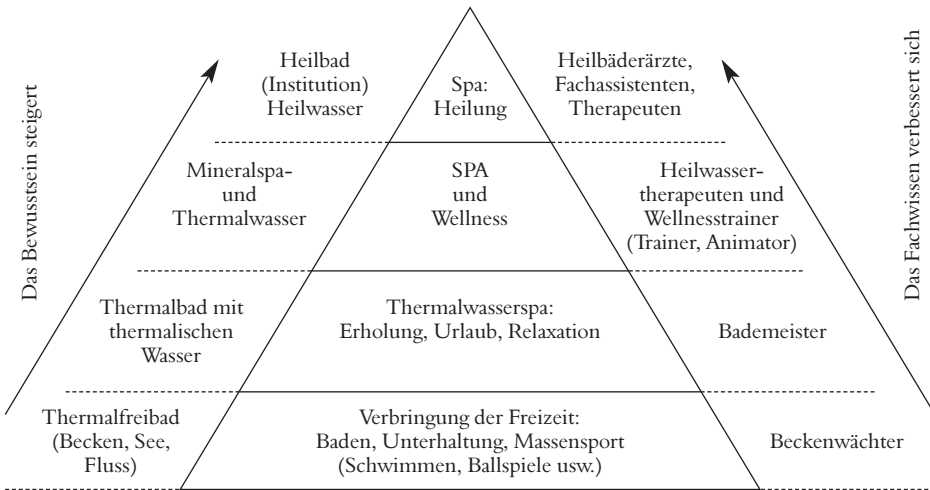 Das Bewusstsein steigert
Heilbad
(Institution)
Heilwasser
Spa:
Heilung
Heilbäderärzte,
Fachassistenten,
Therapeuten
Mineralspa-
und
Thermalwasser
SPA
und
Wellness
Heilwasser-
therapeuten und
Wellnesstrainer
(Trainer, Animator)
Thermalbad mit
thermalischen
Wasser
Thermalwasserspa:
Erholung, Urlaub, Relaxation
Bademeister
Thermalfreibad
(Becken, See,
Fluss)
Verbringung der Freizeit:
Baden, Unterhaltung, Massensport
(Schwimmen, Ballspiele usw.)
Beckenwächter
Das Fachwissen verbessert sich